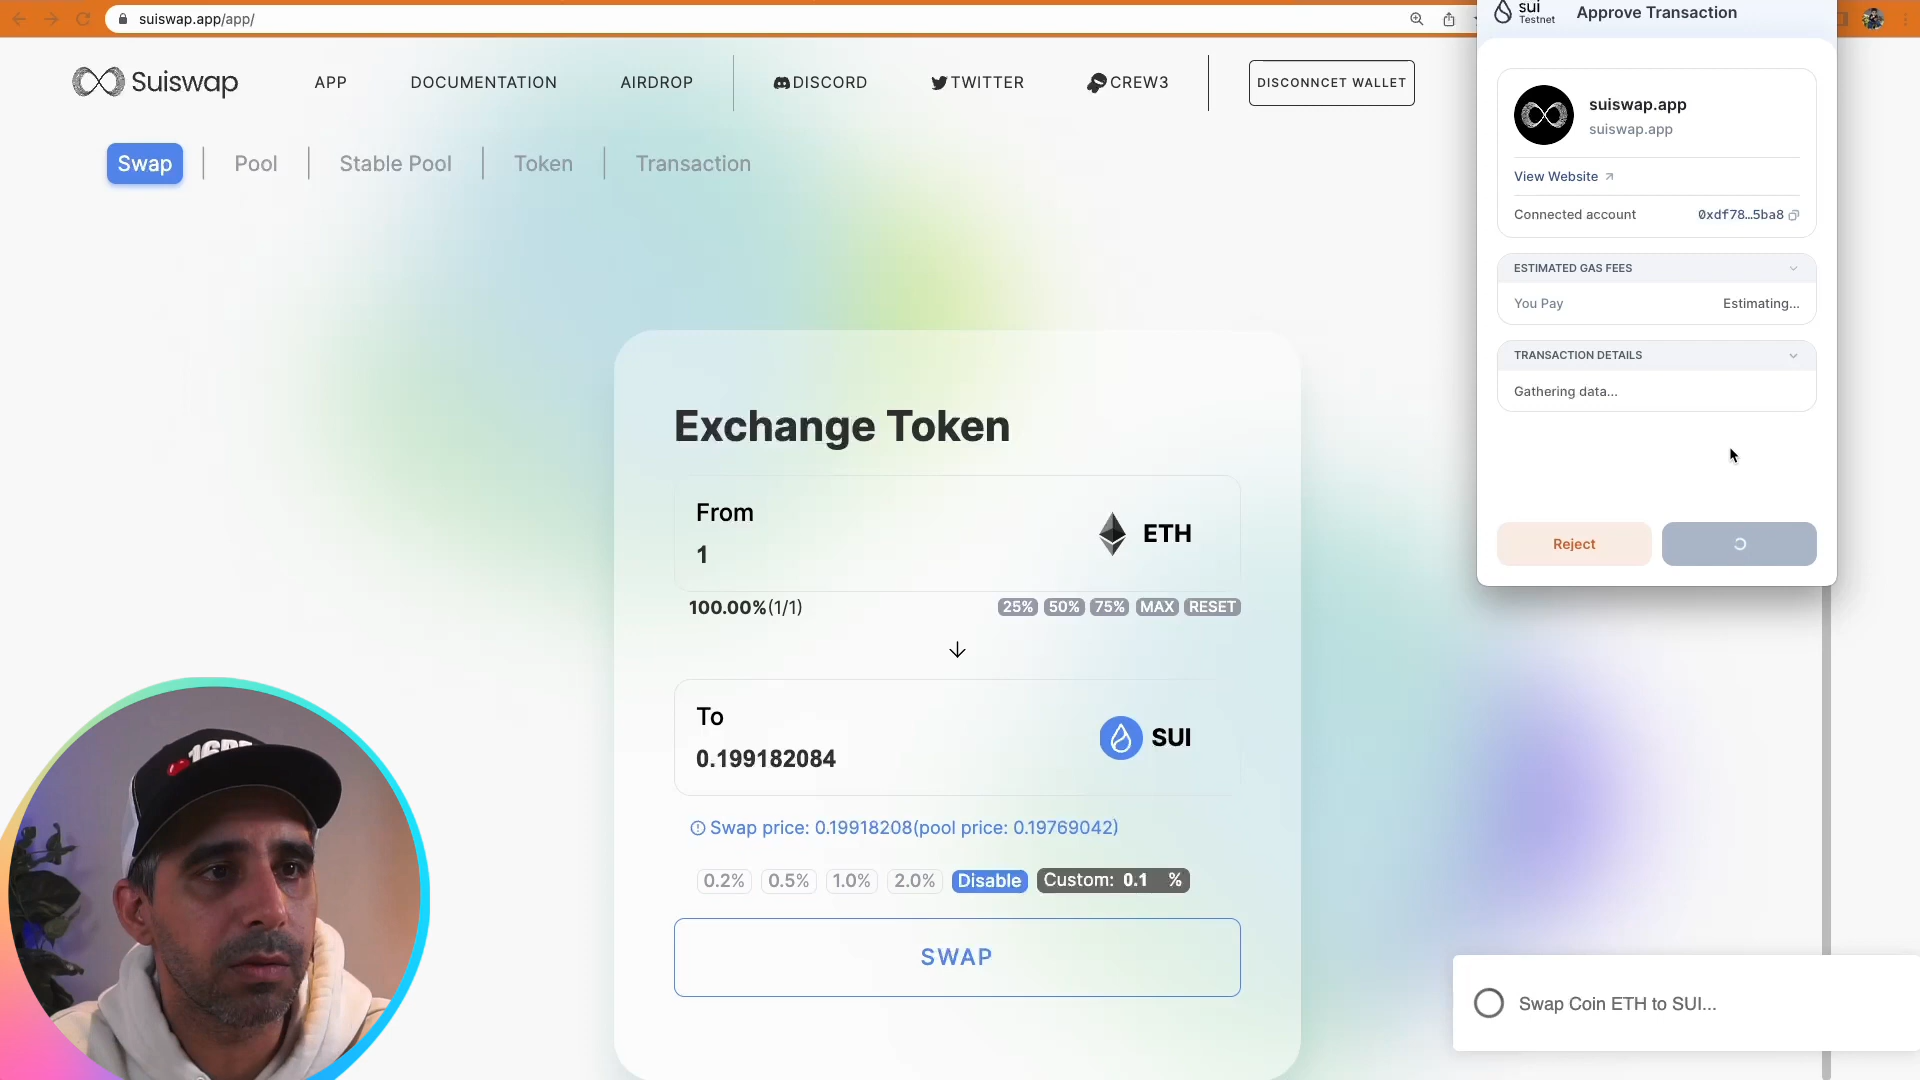 suiswap.app/app/
Suiswap
APP
DOCUMENTATION
AIRDROP
DISCORD
TWITTER
CREW3
DISCONNCET WALLET
Swap
Pool
Stable Pool
Token
Transaction
Exchange Token
From
1
ETH
100.00%(1/1)
25%
50%
75%
MAX
RESET
To
0.199182084
SUI
Swap price: 0.19918208(pool price: 0.19769042)
0.2%
0.5%
1.0%
2.0%
Disable
Custom: 0.1 %
SWAP
sui
Testnet
Approve Transaction
suiswap.app
suiswap.app
View Website
Connected account
0xdf78…5ba8
ESTIMATED GAS FEES
You Pay
Estimating...
TRANSACTION DETAILS
Gathering data...
Reject
Swap Coin ETH to SUI...